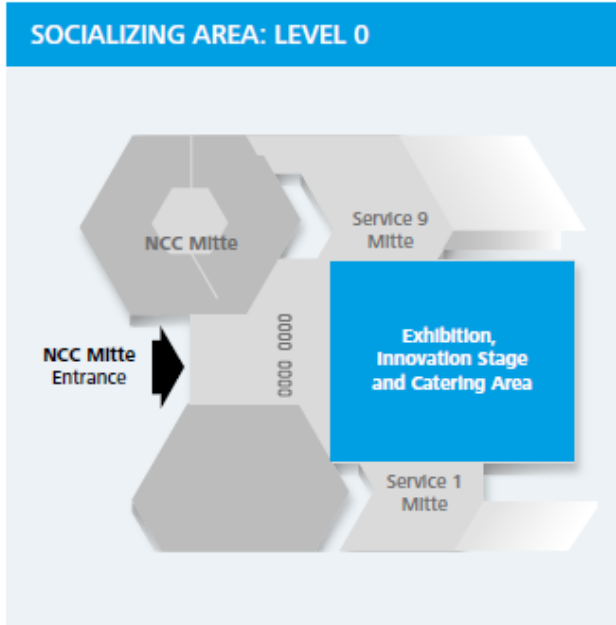 SOCIALIZING AREA: LEVEL 0
NCC Mitte
Service 9
Mitte
NCC Mitte
Entrance
Exhibition,
Innovation Stage
and Catering Area
Service 1
Mitte